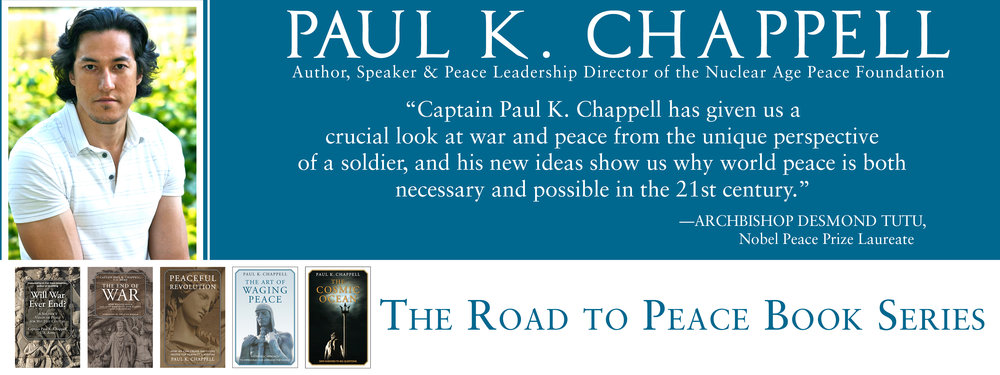 PAUL K. CHAPPELL
Author, Speaker & Peace Leadership Director of the Nuclear Age Peace Foundation
“Captain Paul K. Chappell has given us a
crucial look at war and peace from the unique perspective
of a soldier, and his new ideas show us why world peace is both
necessary and possible in the 21st century.”
—ARCHBISHOP DESMOND TUTU,
Nobel Peace Prize Laureate
Will War
Ever End?
Captain Paul K. Chappell
THE END OF
WAR
PEACEFUL
REVOLUTION
PAUL K. CHAPPELL
PAUL K. CHAPPELL
THE ART OF
WAGING
PEACE
PAUL K. CHAPPELL
COSMIC
OCEAN
THE ROAD TO PEACE BOOK SERIES